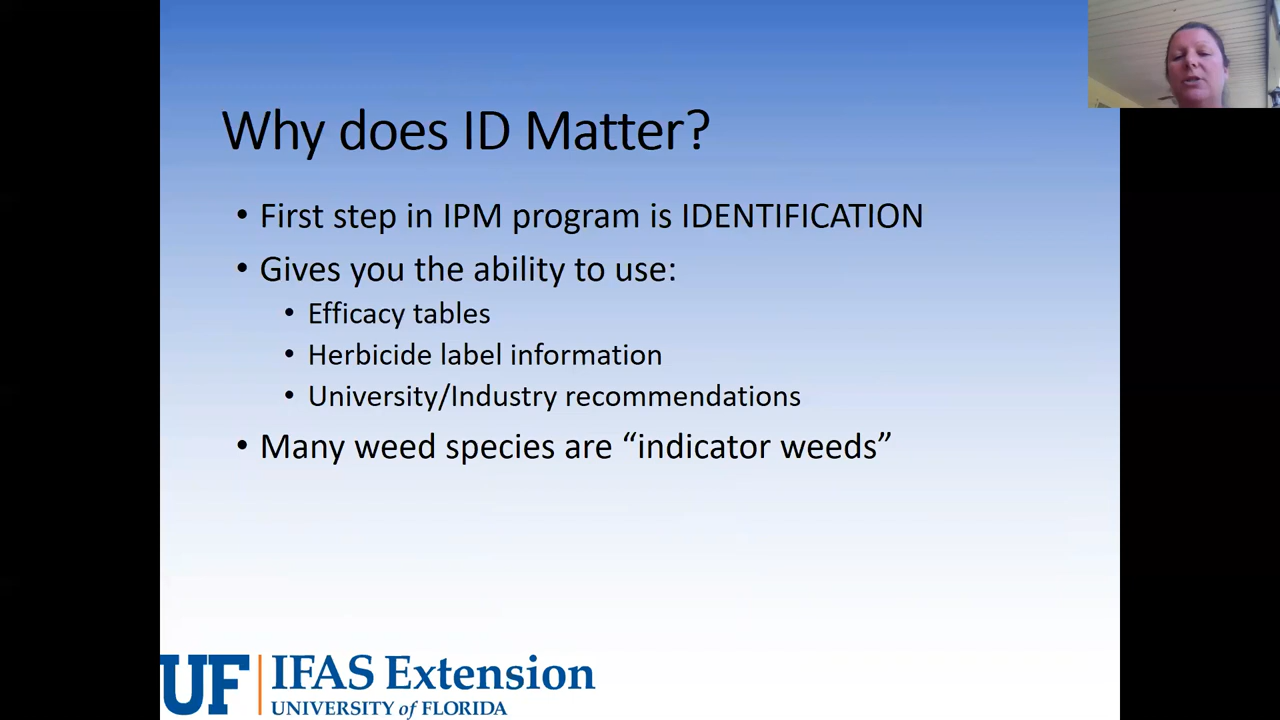 Why does ID Matter?
• First step in IPM program is IDENTIFICATION
• Gives you the ability to use:
• Efficacy tables
• Herbicide label information
• University/Industry recommendations
• Many weed species are “indicator weeds”
UF IFAS Extension
UNIVERSITY of FLORIDA